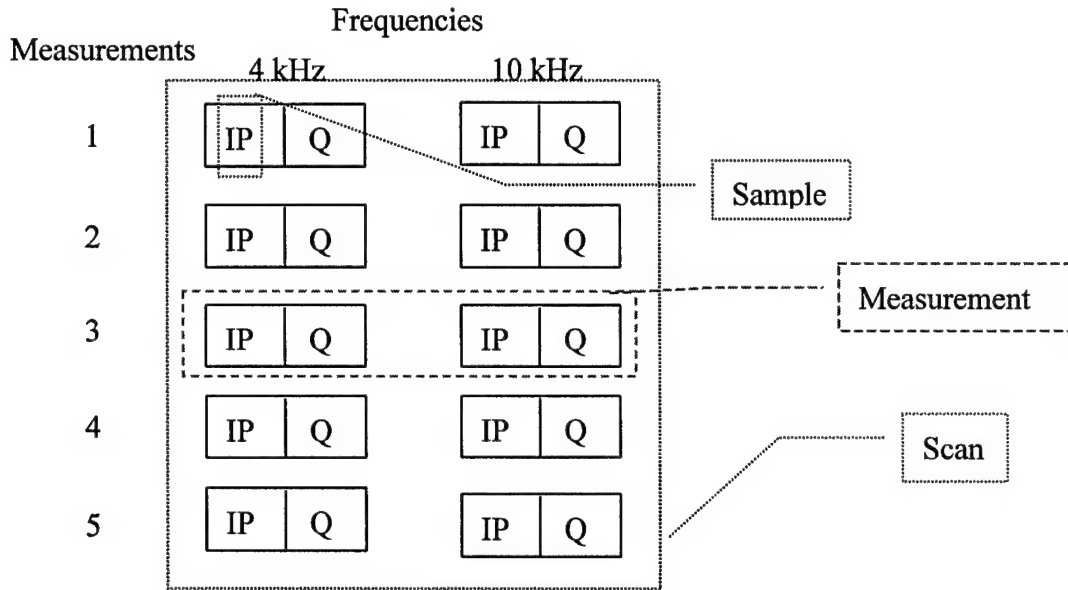 Frequencies
Measurements
4 kHz 10 kHz
1 IP Q IP Q
Sample
2 IP Q IP Q
Measurement
3 IP Q IP Q
4 IP Q IP Q
Scan
5 IP Q IP Q